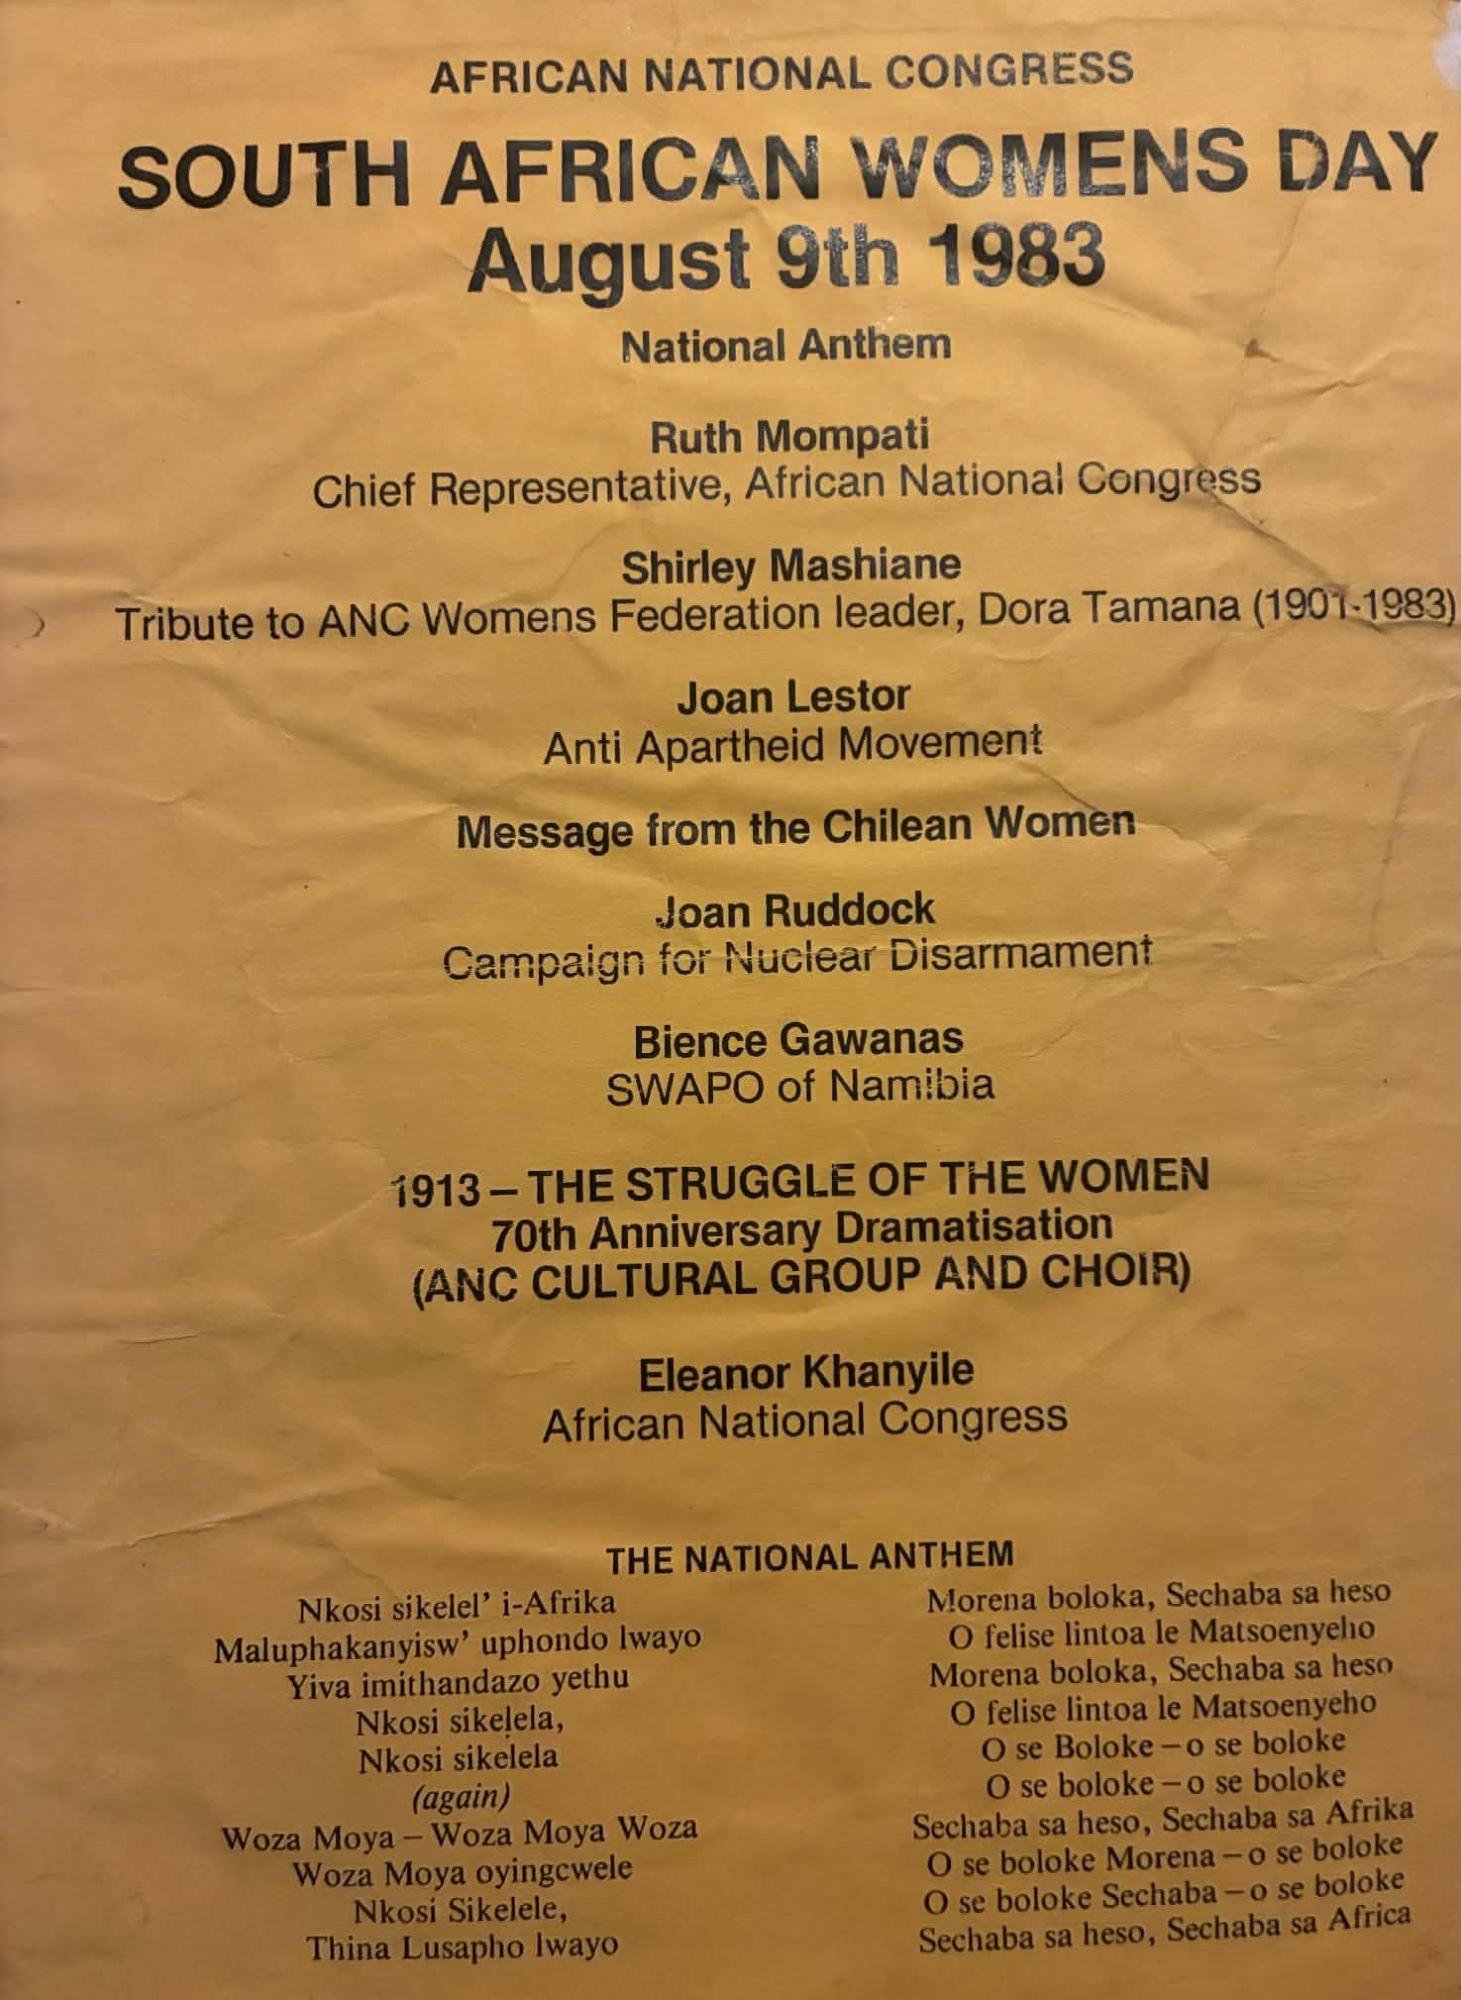 AFRICAN NATIONAL CONGRESS
SOUTH AFRICAN WOMENS DAY
August 9th 1983
National Anthem
Ruth Mompati
Chief Representative, African National Congress
Shirley Mashiane
Tribute to ANC Womens Federation leader, Dora Tamana (1901-1983)
Joan Lestor
Anti Apartheid Movement
Message from the Chilean Women
Joan Ruddock
Campaign for Nuclear Disarmament
Bience Gawanas
SWAPO of Namibia
1913 – THE STRUGGLE OF THE WOMEN
70th Anniversary Dramatisation
(ANC CULTURAL GROUP AND CHOIR)
Eleanor Khanyile
African National Congress
THE NATIONAL ANTHEM
Nkosi sikelel' i-Afrika
Maluphakanyisw' uphondo lwayo
Yiva imithandazo yethu
Nkosi sikelela,
Nkosi sikelela
(again)
Woza Moya – Woza Moya Woza
Woza Moya oyingcwele
Nkosi Sikelele,
Thina Lusapho lwayo
Morena boloka, Sechaba sa heso
O felise lintoa le Matsoenyeho
Morena boloka, Sechaba sa heso
O felise lintoa le Matsoenyeho
O se Boloke – o se boloke
O se boloke – o se boloke
Sechaba sa heso, Sechaba sa Afrika
O se boloke Morena – o se boloke
O se boloke Sechaba – o se boloke
Sechaba sa heso, Sechaba sa Africa